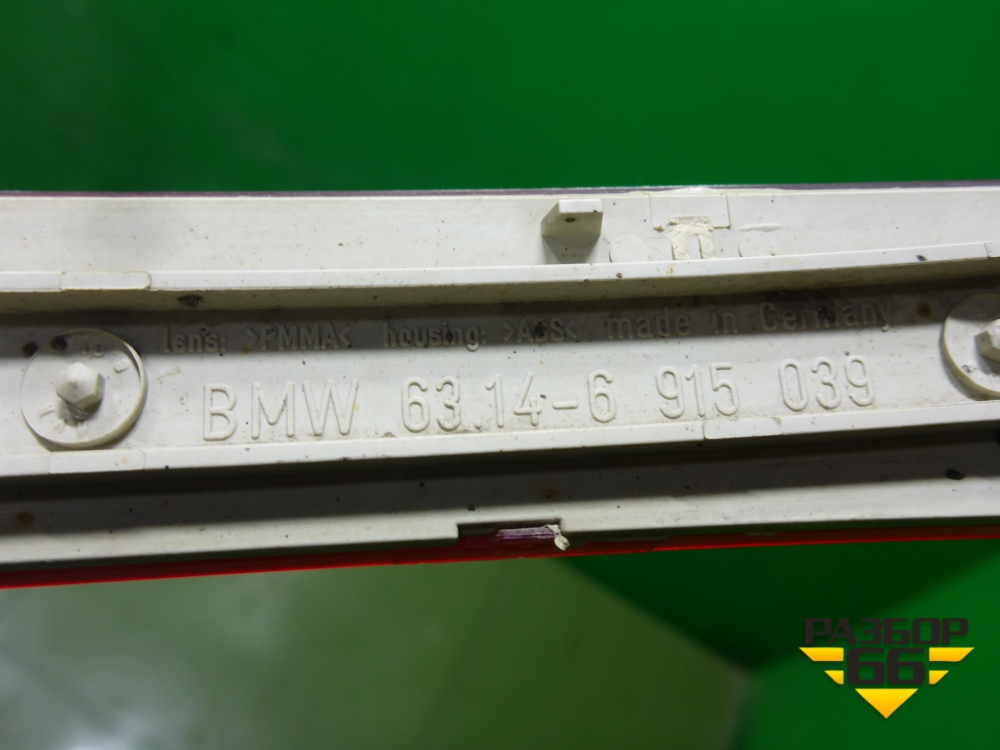 lens: >PMMA< housing: >ABS< made in Germany
BMW 63.14-6 915 039
РАЗБОР
66